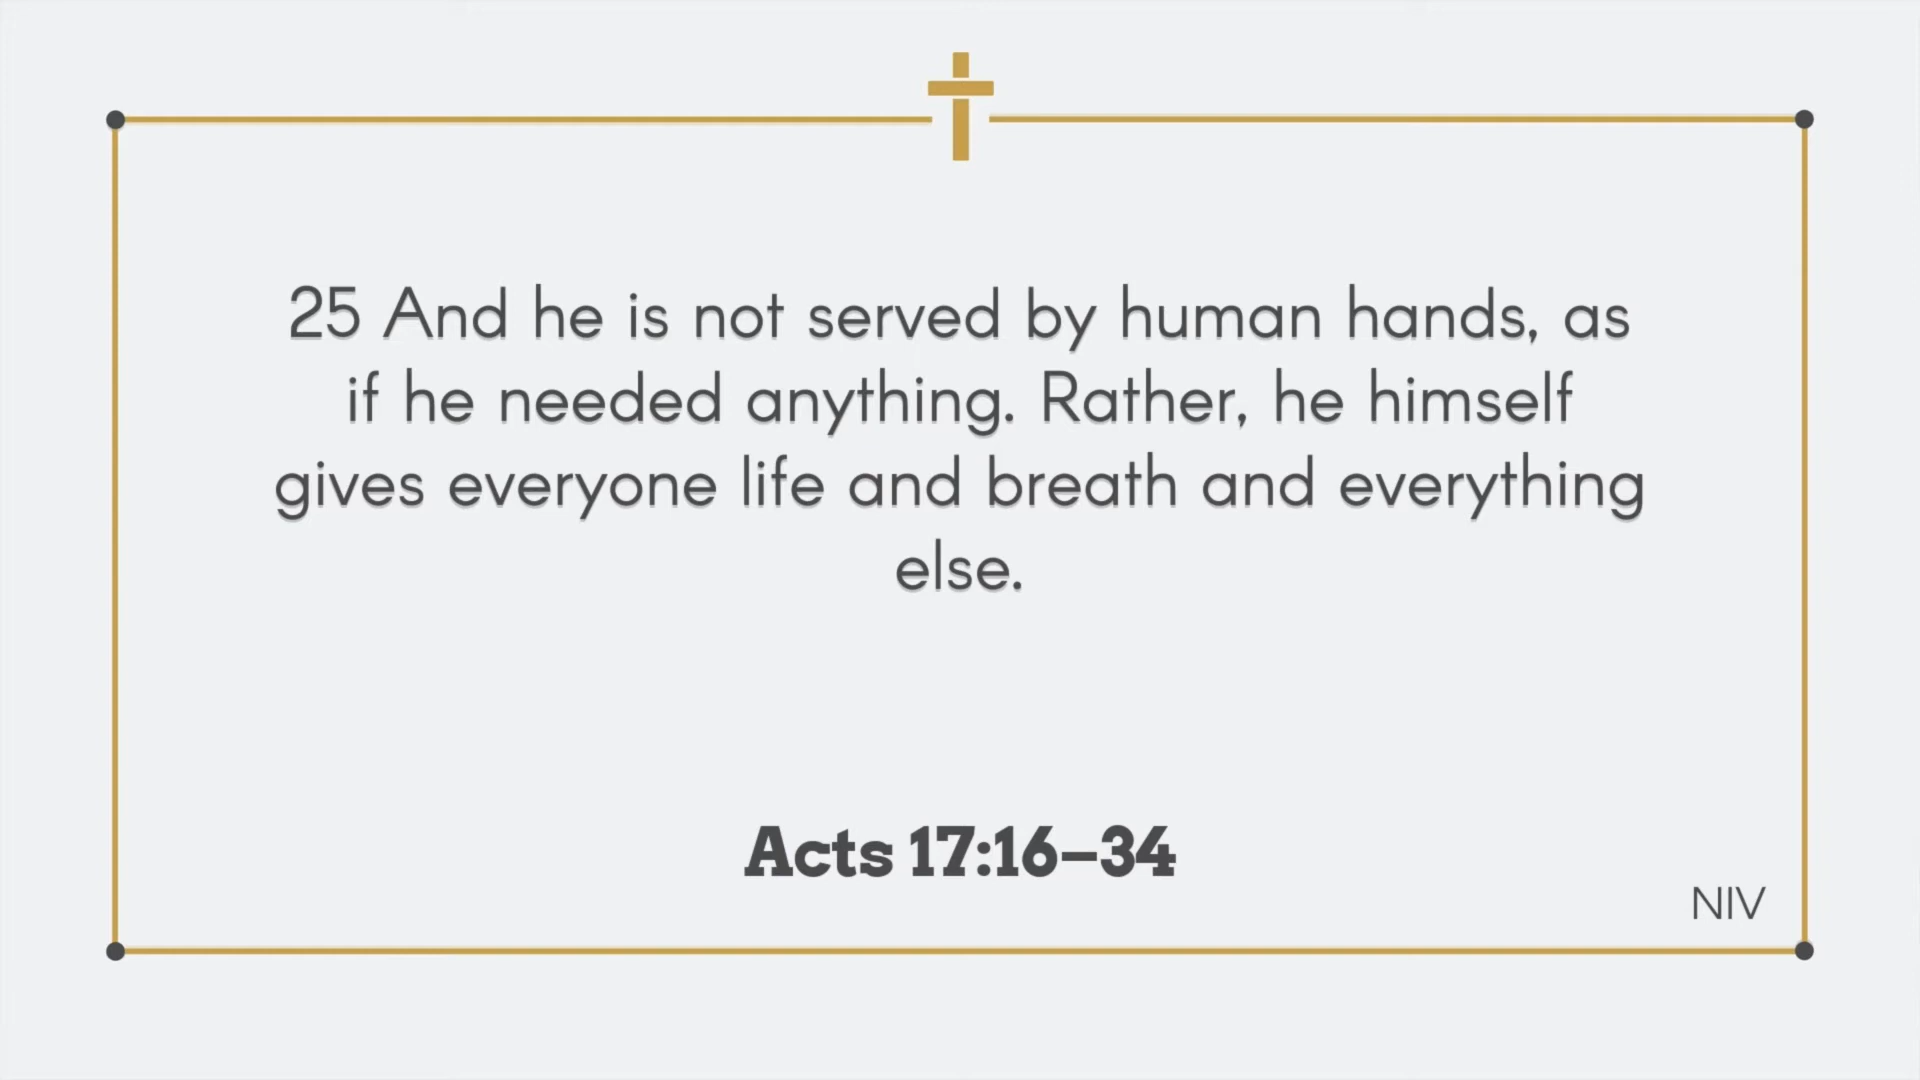 25 And he is not served by human hands, as
if he needed anything. Rather, he himself
gives everyone life and breath and everything
else.
Acts 17:16–34
NIV